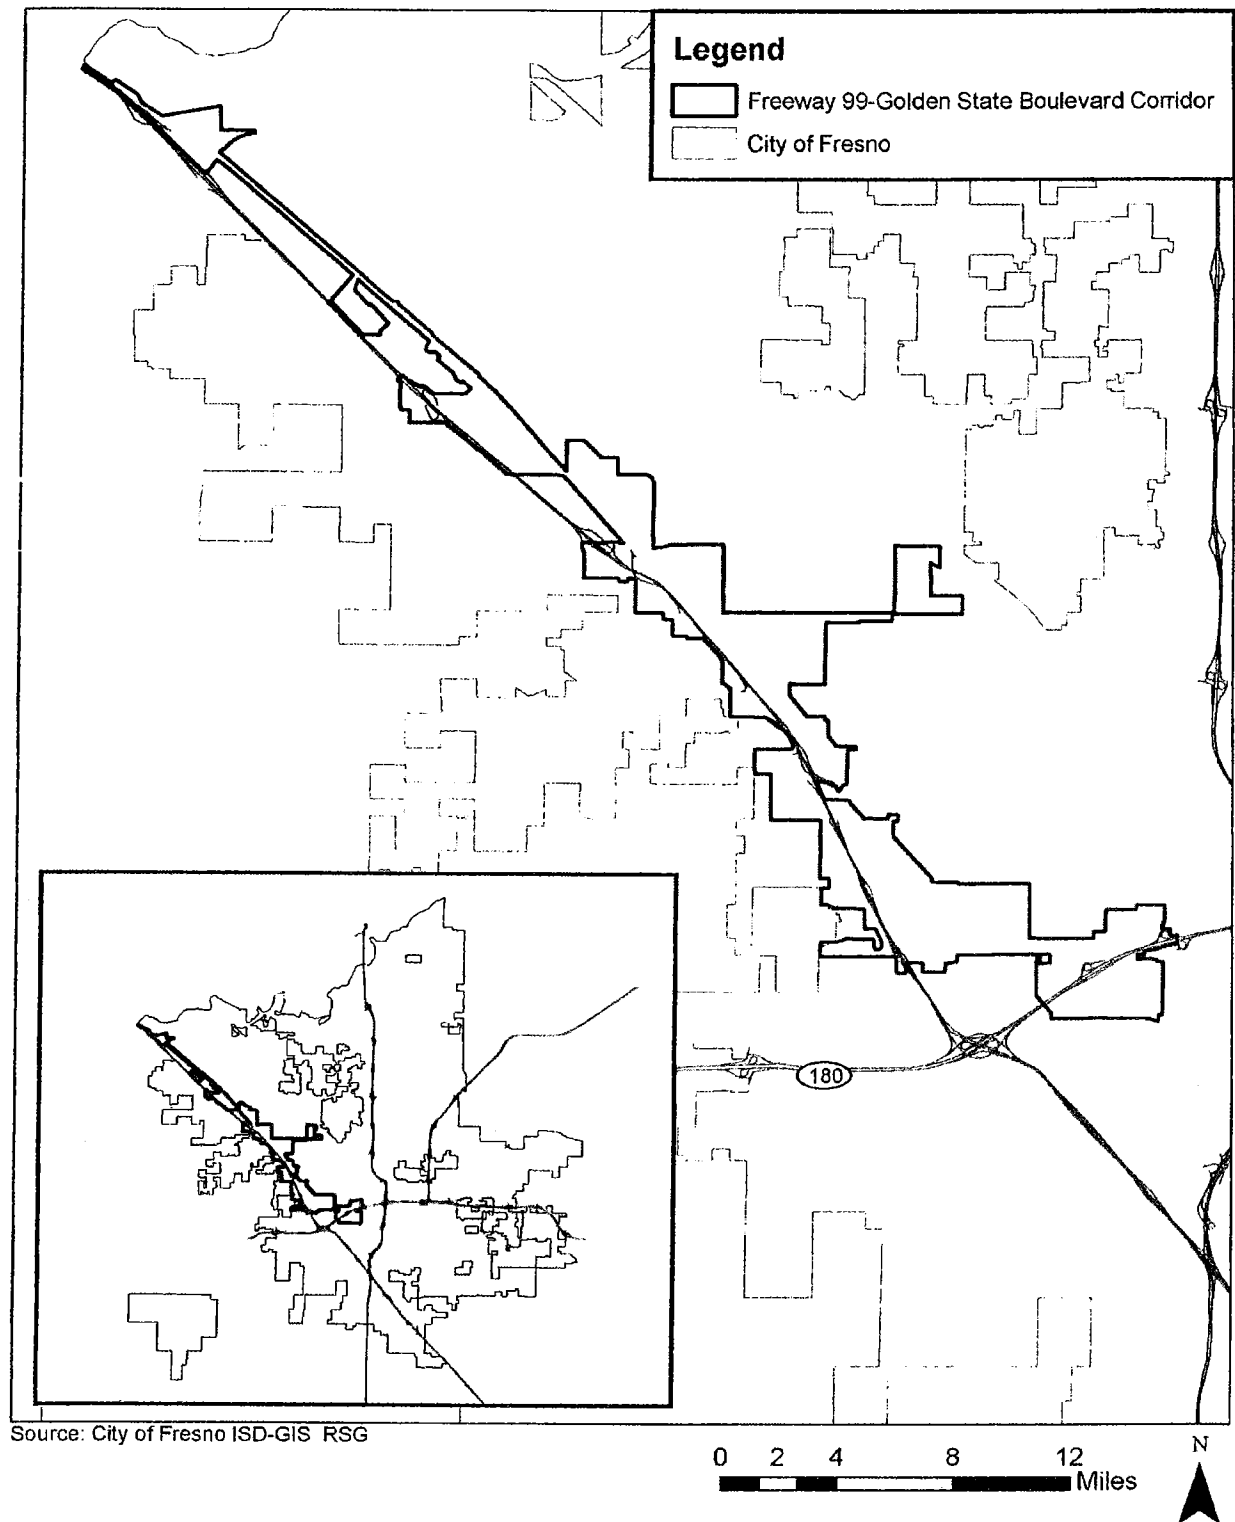 Legend
Freeway 99-Golden State Boulevard Corridor
City of Fresno
180
Source: City of Fresno ISD-GIS RSG
0 2 4 8 12
Miles
N